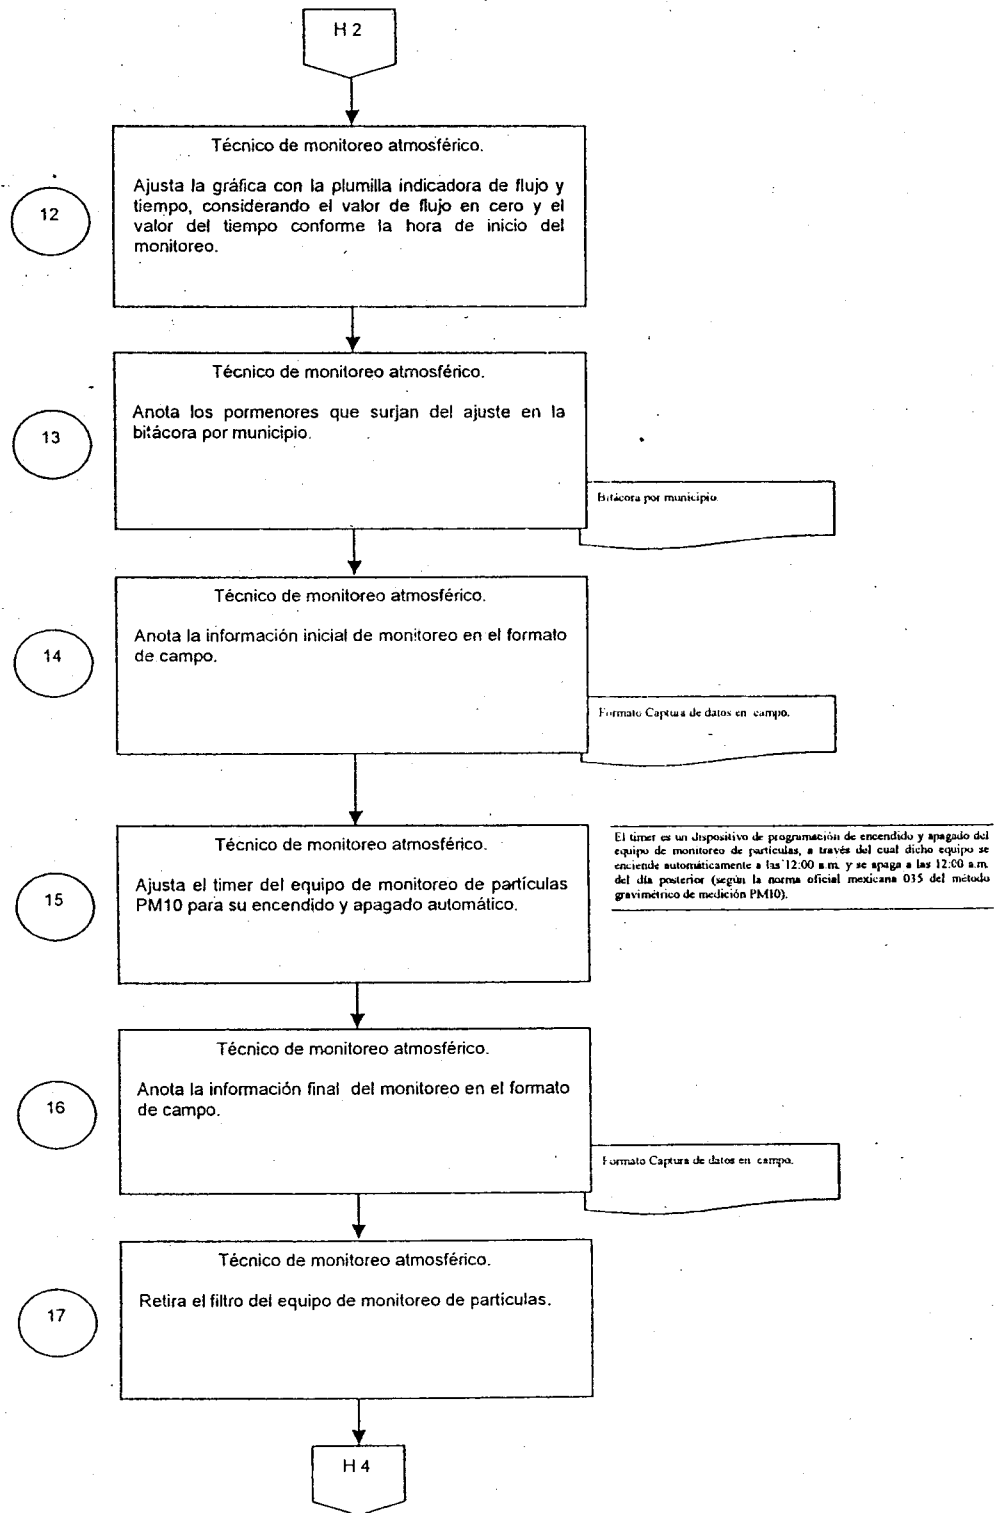 H 2
Técnico de monitoreo atmosférico.
Ajusta la gráfica con la plumilla indicadora de flujo y
tiempo, considerando el valor de flujo en cero y el
valor del tiempo conforme la hora de inicio del
monitoreo.
12
Técnico de monitoreo atmosférico.
Anota los pormenores que surjan del ajuste en la
bitácora por municipio.
13
Bitácora por municipio.
Técnico de monitoreo atmosférico.
Anota la información inicial de monitoreo en el formato
de campo.
14
Formato Captura de datos en campo.
Técnico de monitoreo atmosférico.
Ajusta el timer del equipo de monitoreo de partículas
PM10 para su encendido y apagado automático.
15
El timer es un dispositivo de programación de encendido y apagado del
equipo de monitoreo de partículas, a través del cual dicho equipo se
enciende automáticamente a las 12:00 a.m. y se apaga a las 12:00 a.m.
del día posterior (según la norma oficial mexicana 035 del método
gravimétrico de medición PM10).
Técnico de monitoreo atmosférico.
Anota la información final del monitoreo en el formato
de campo.
16
Formato Captura de datos en campo.
Técnico de monitoreo atmosférico.
Retira el filtro del equipo de monitoreo de partículas.
17
H 4